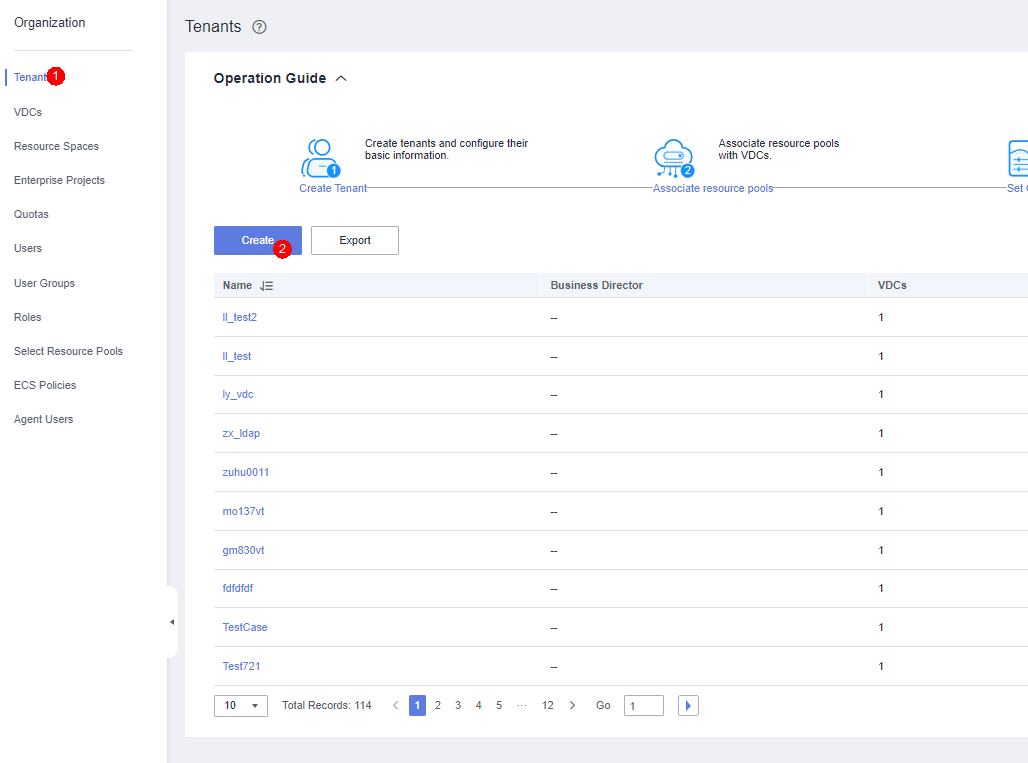 Organization
Tenant 1
VDCs
Resource Spaces
Enterprise Projects
Quotas
Users
User Groups
Roles
Select Resource Pools
ECS Policies
Agent Users
Tenants ?
Operation Guide
1
Create tenants and configure their
basic information.
Create Tenant
2
Associate resource pools
with VDCs.
Associate resource pools
Set
Create 2
Export
Name Business Director VDCs
ll_test2 -- 1
ll_test -- 1
ly_vdc -- 1
zx_ldap -- 1
zuhu0011 -- 1
mo137vt -- 1
gm830vt -- 1
fdfdfdf -- 1
TestCase -- 1
Test721 -- 1
10 Total Records: 114 < 1 2 3 4 5 ··· 12 > Go 1